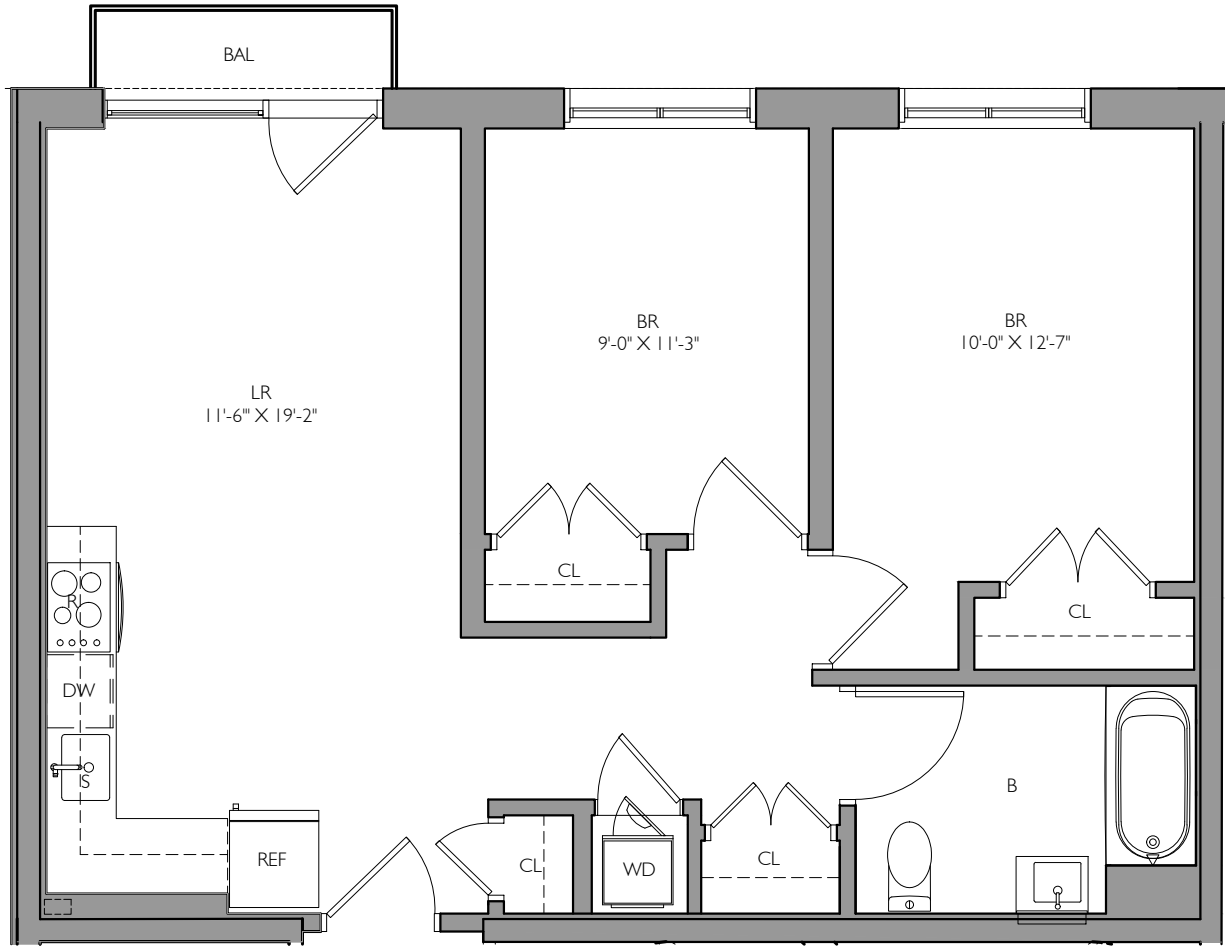 BAL
BR
9'-0" X 11'-3"
BR
10'-0" X 12'-7"
LR
11'-6'" X 19'-2"
CL
R
CL
DW
S
B
REF
CL
WD
CL